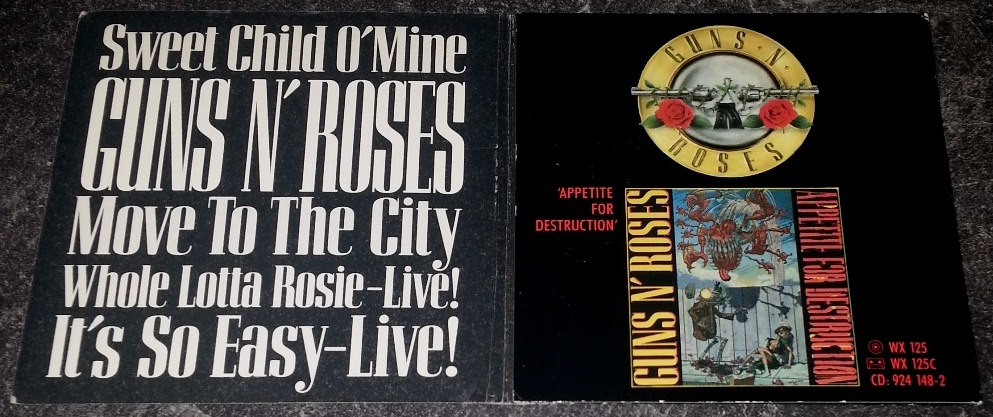 Sweet Child O'Mine
GUNS N' ROSES
Move To The City
Whole Lotta Rosie-Live!
It's So Easy-Live!
GUNS · N ·
ROSES
'APPETITE
FOR
DESTRUCTION'
GUNS N' ROSES
APPETITE FOR DESTRUCTION
WX 125
WX 125C
CD: 924 148-2